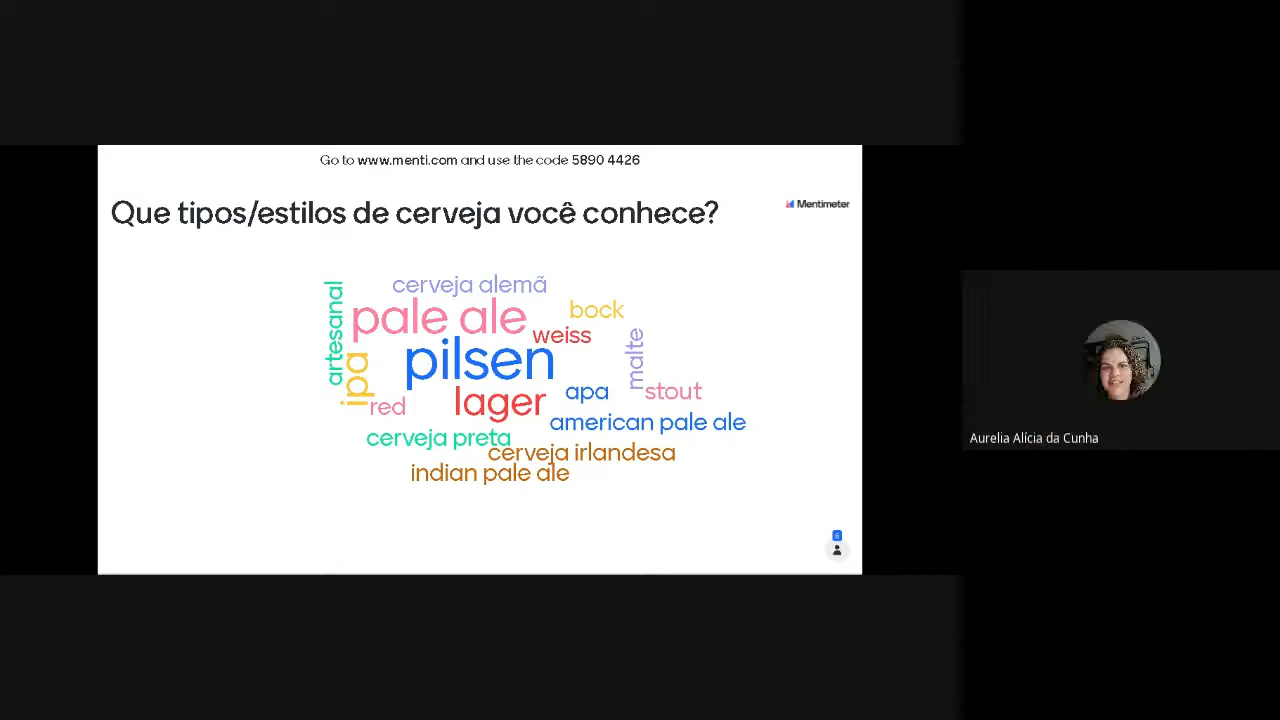 Go to www.menti.com and use the code 5890 4426
Que tipos/estilos de cerveja você conhece?
Mentimeter
cerveja alemã
artesanal
pale ale
bock
weiss
malte
pilsen
ipa
apa
stout
red
lager
american pale ale
cerveja preta
cerveja irlandesa
indian pale ale
6
Aurelia Alícia da Cunha